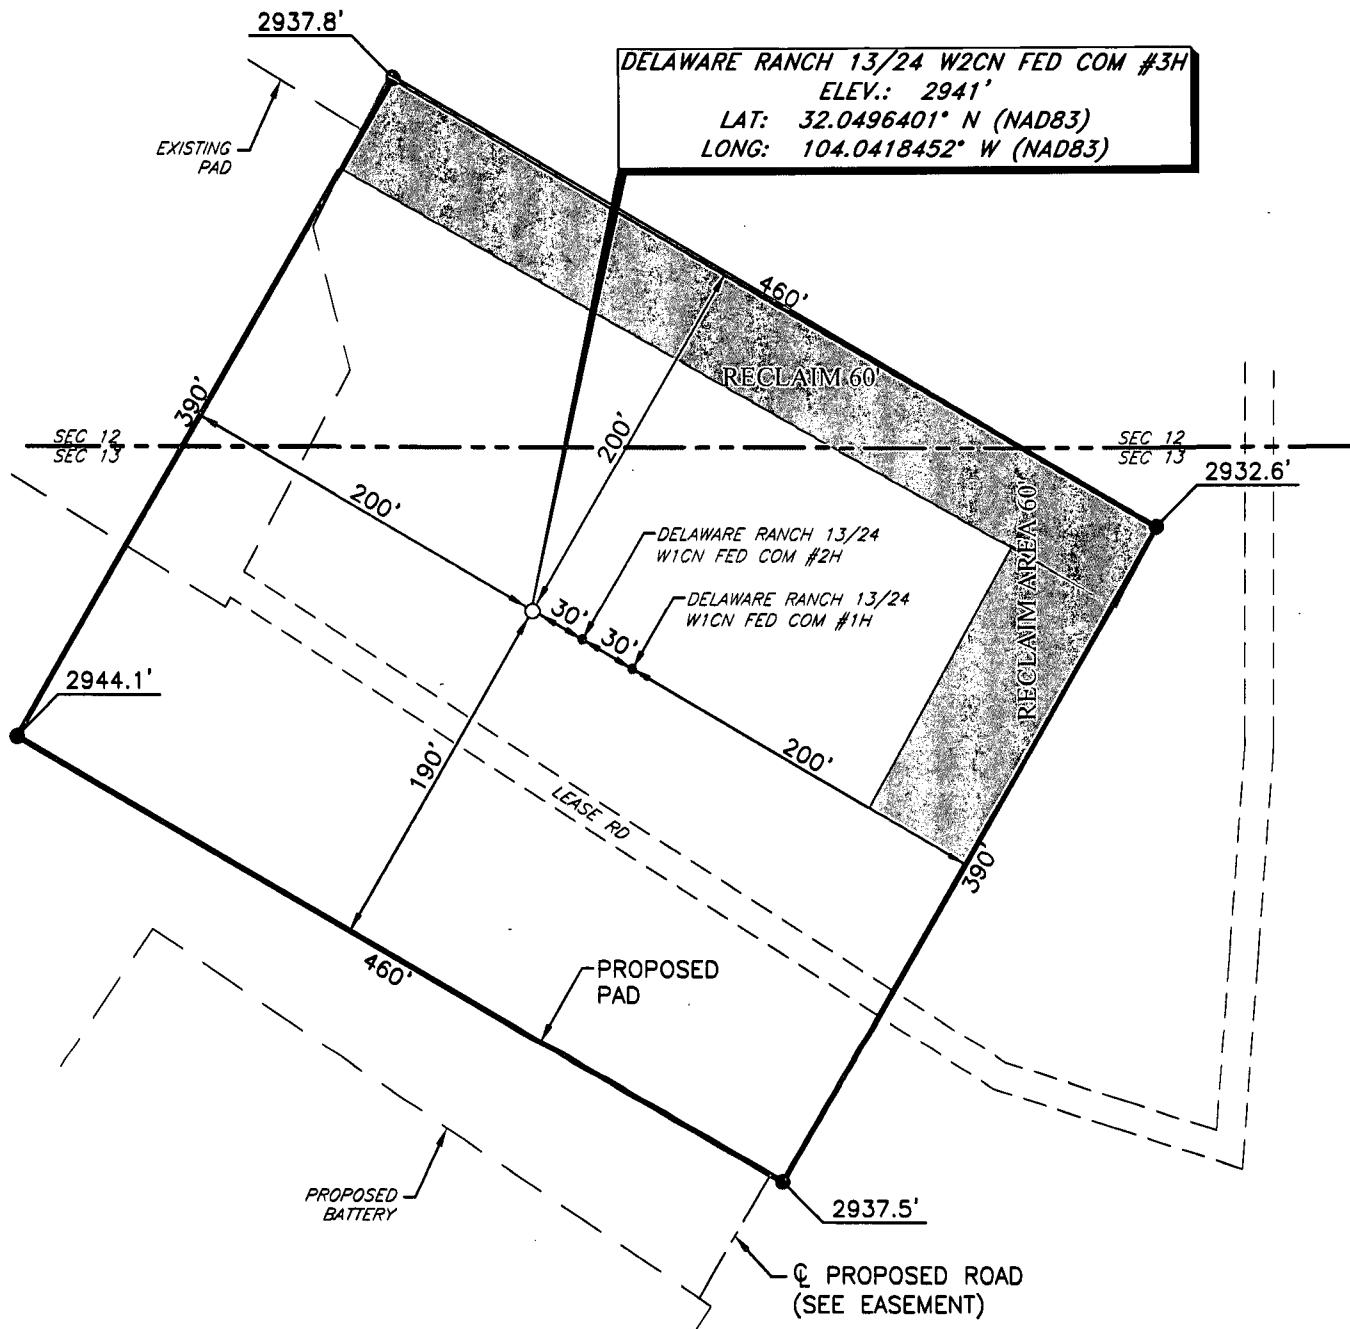 2937.8'
DELAWARE RANCH 13/24 W2CN FED COM #3H
ELEV.: 2941'
LAT: 32.0496401° N (NAD83)
LONG: 104.0418452° W (NAD83)
EXISTING
PAD
460'
RECLAIM 60'
390'
200'
SEC 12
SEC 13
SEC 12
SEC 13
2932.6'
200'
RECLAIM AREA 60'
DELAWARE RANCH 13/24
W1CN FED COM #2H
DELAWARE RANCH 13/24
W1CN FED COM #1H
30'
30'
2944.1'
190'
200'
LEASE RD
390'
460'
PROPOSED
PAD
PROPOSED
BATTERY
2937.5'
℄ PROPOSED ROAD
(SEE EASEMENT)